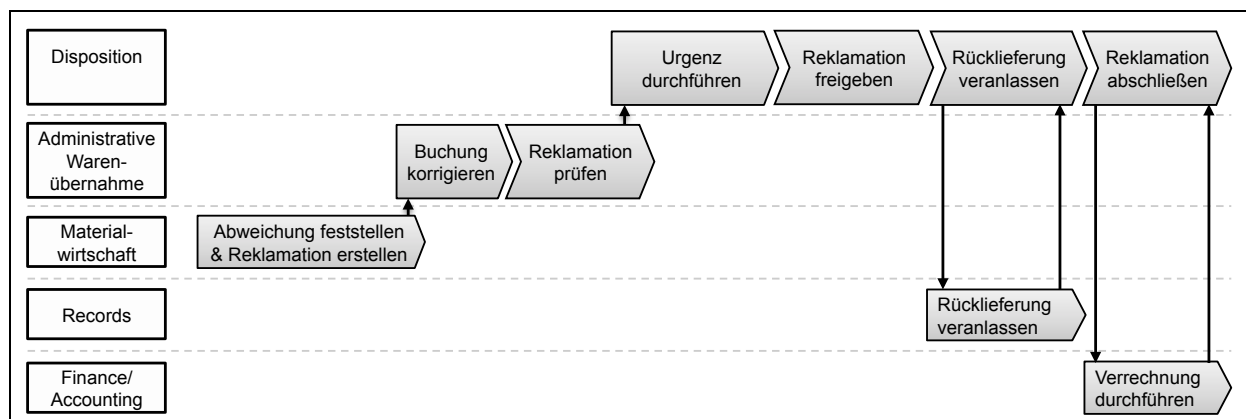 Disposition
Urgenz
durchführen
Reklamation
freigeben
Rücklieferung
veranlassen
Reklamation
abschließen
Administrative
Waren-
übernahme
Buchung
korrigieren
Reklamation
prüfen
Material-
wirtschaft
Abweichung feststellen
& Reklamation erstellen
Records
Rücklieferung
veranlassen
Finance/
Accounting
Verrechnung
durchführen